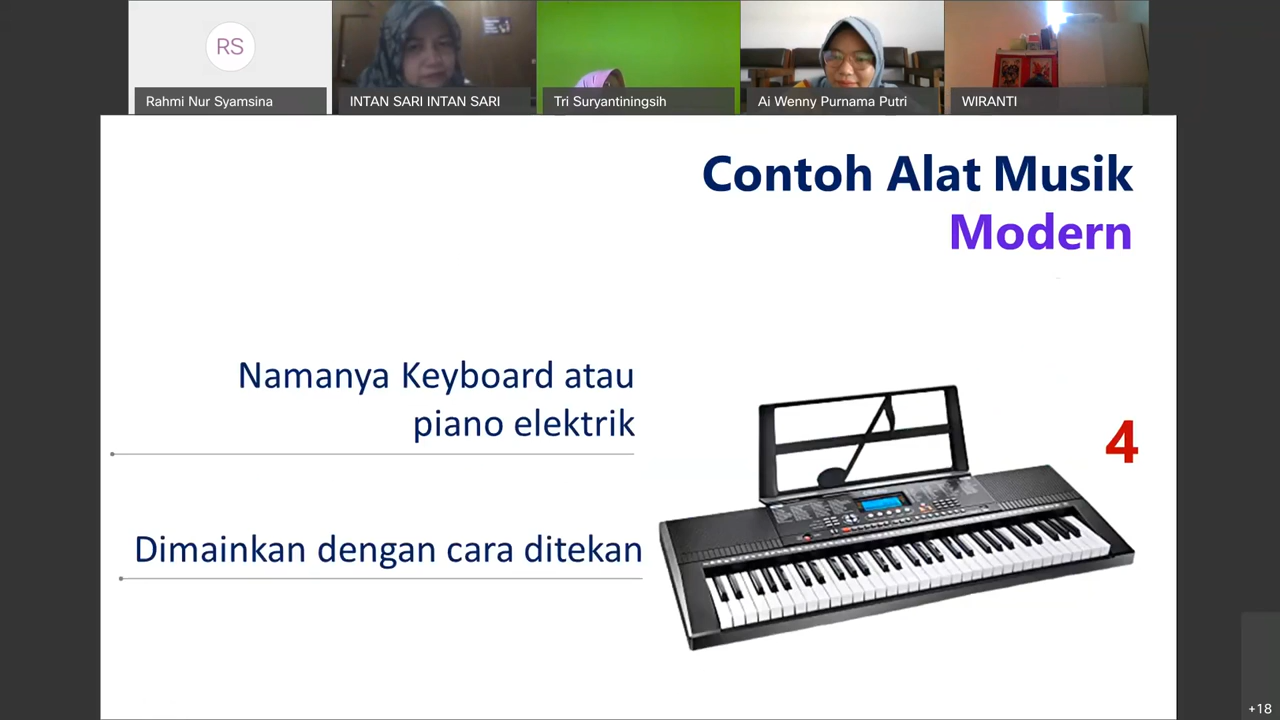 RS
Rahmi Nur Syamsina
INTAN SARI INTAN SARI
Tri Suryantiningsih
Ai Wenny Purnama Putri
WIRANTI
Contoh Alat Musik
Modern
Namanya Keyboard atau
piano elektrik
4
Dimainkan dengan cara ditekan
+18